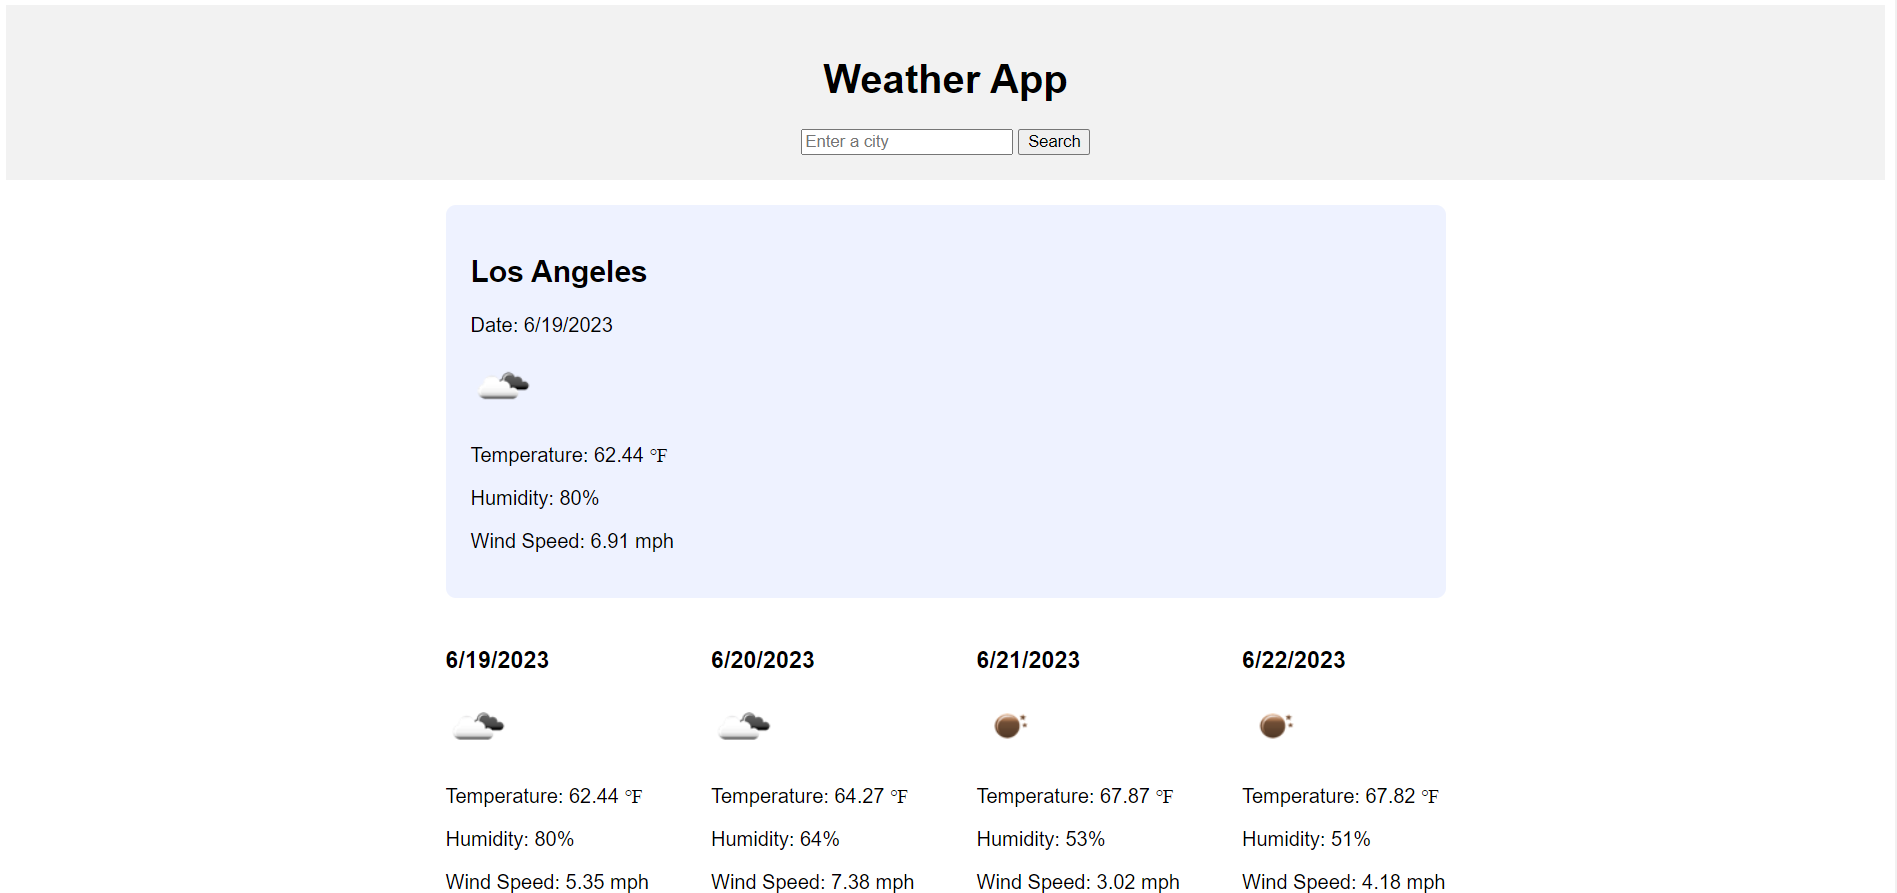 Weather App
Enter a city Search
Los Angeles
Date: 6/19/2023
Temperature: 62.44 ℉
Humidity: 80%
Wind Speed: 6.91 mph
6/19/2023
Temperature: 62.44 ℉
Humidity: 80%
Wind Speed: 5.35 mph
6/20/2023
Temperature: 64.27 ℉
Humidity: 64%
Wind Speed: 7.38 mph
6/21/2023
Temperature: 67.87 ℉
Humidity: 53%
Wind Speed: 3.02 mph
6/22/2023
Temperature: 67.82 ℉
Humidity: 51%
Wind Speed: 4.18 mph